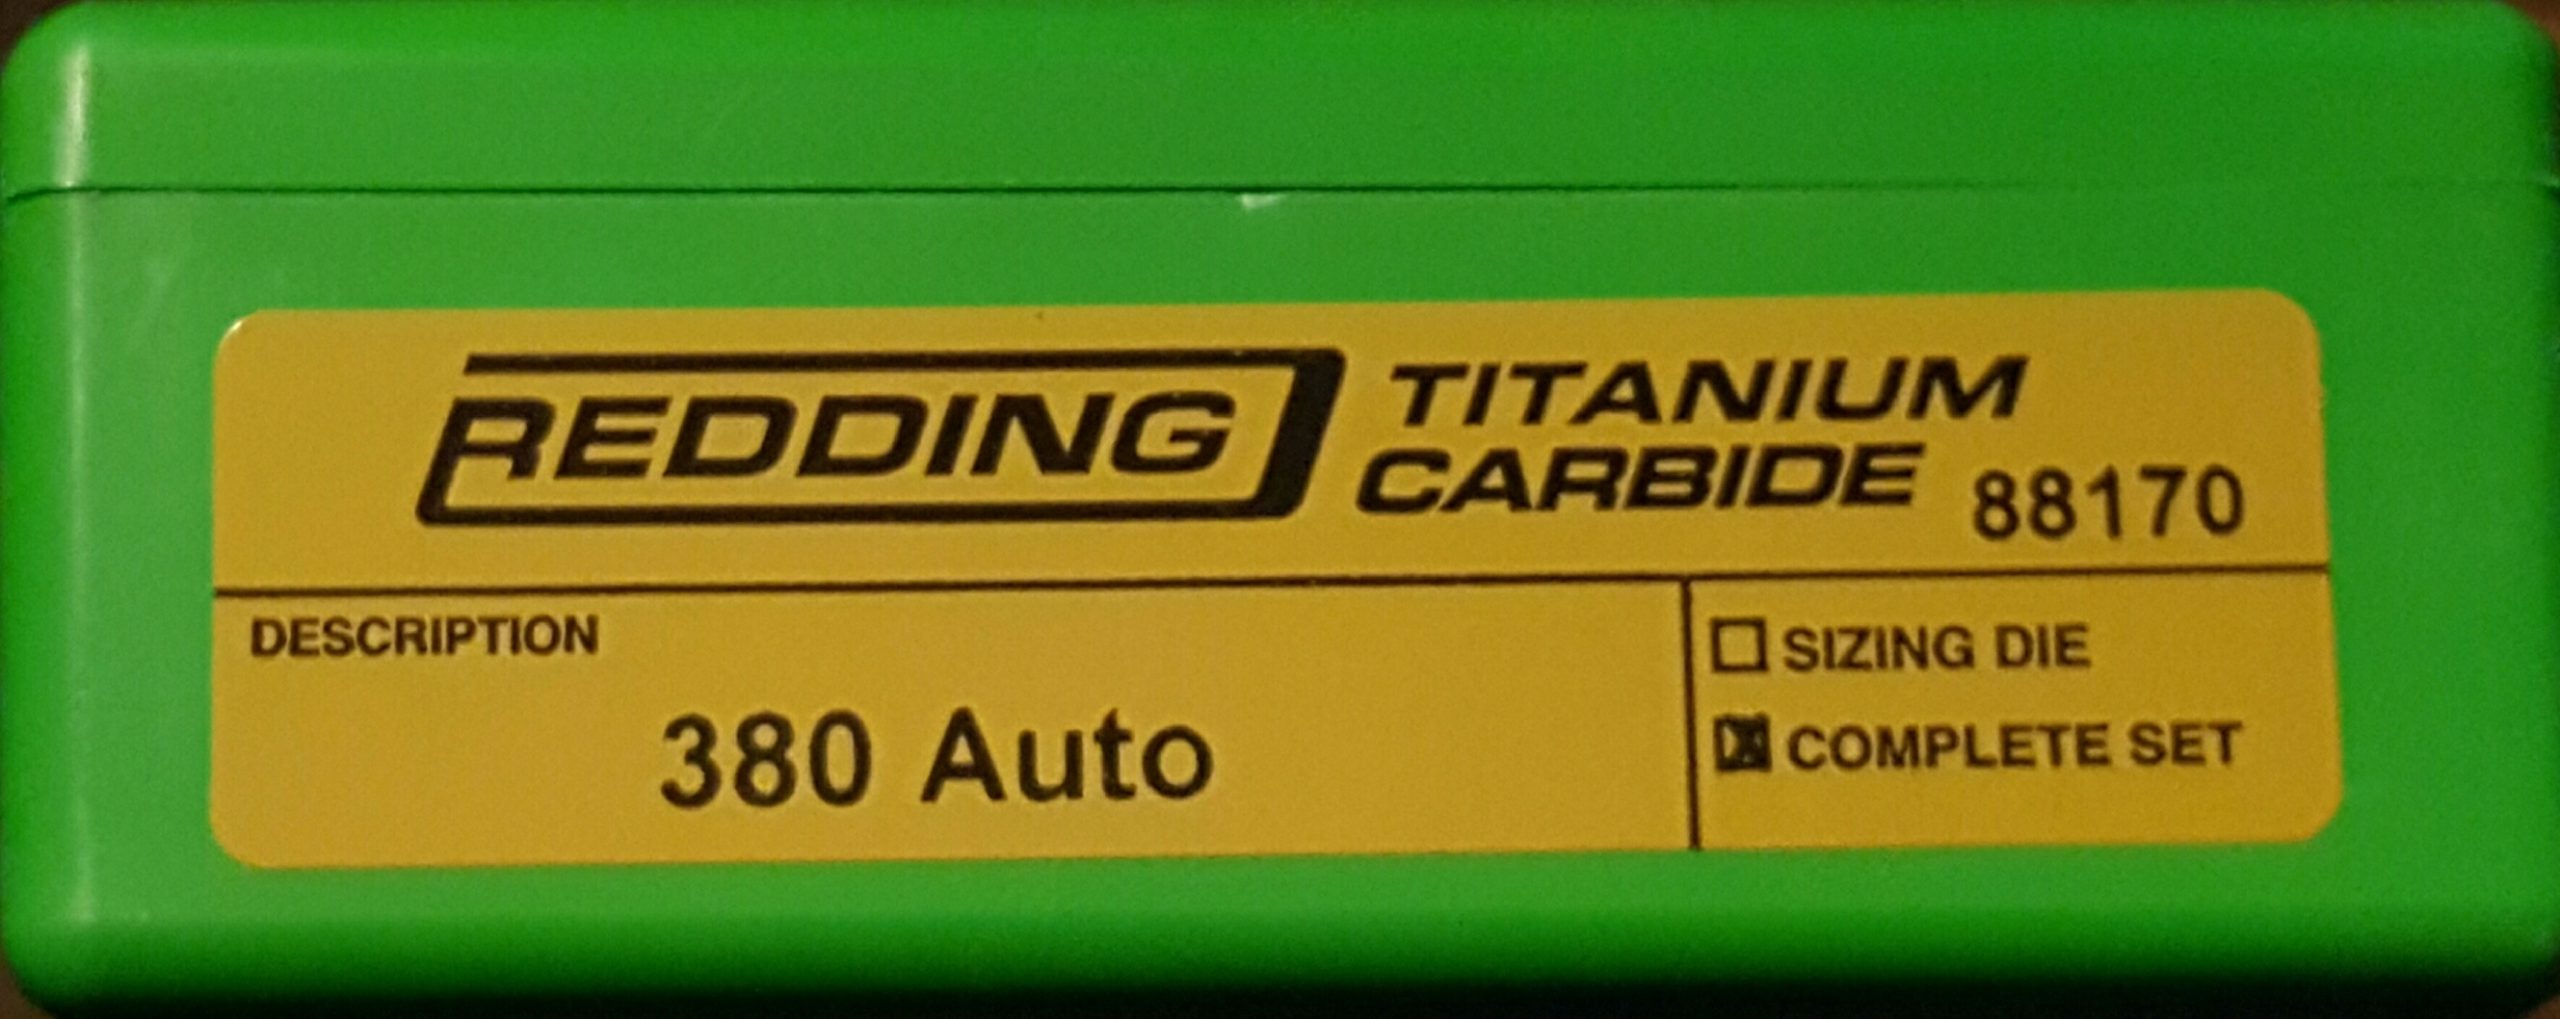 REDDING TITANIUM
CARBIDE 88170
DESCRIPTION
380 Auto
SIZING DIE
COMPLETE SET